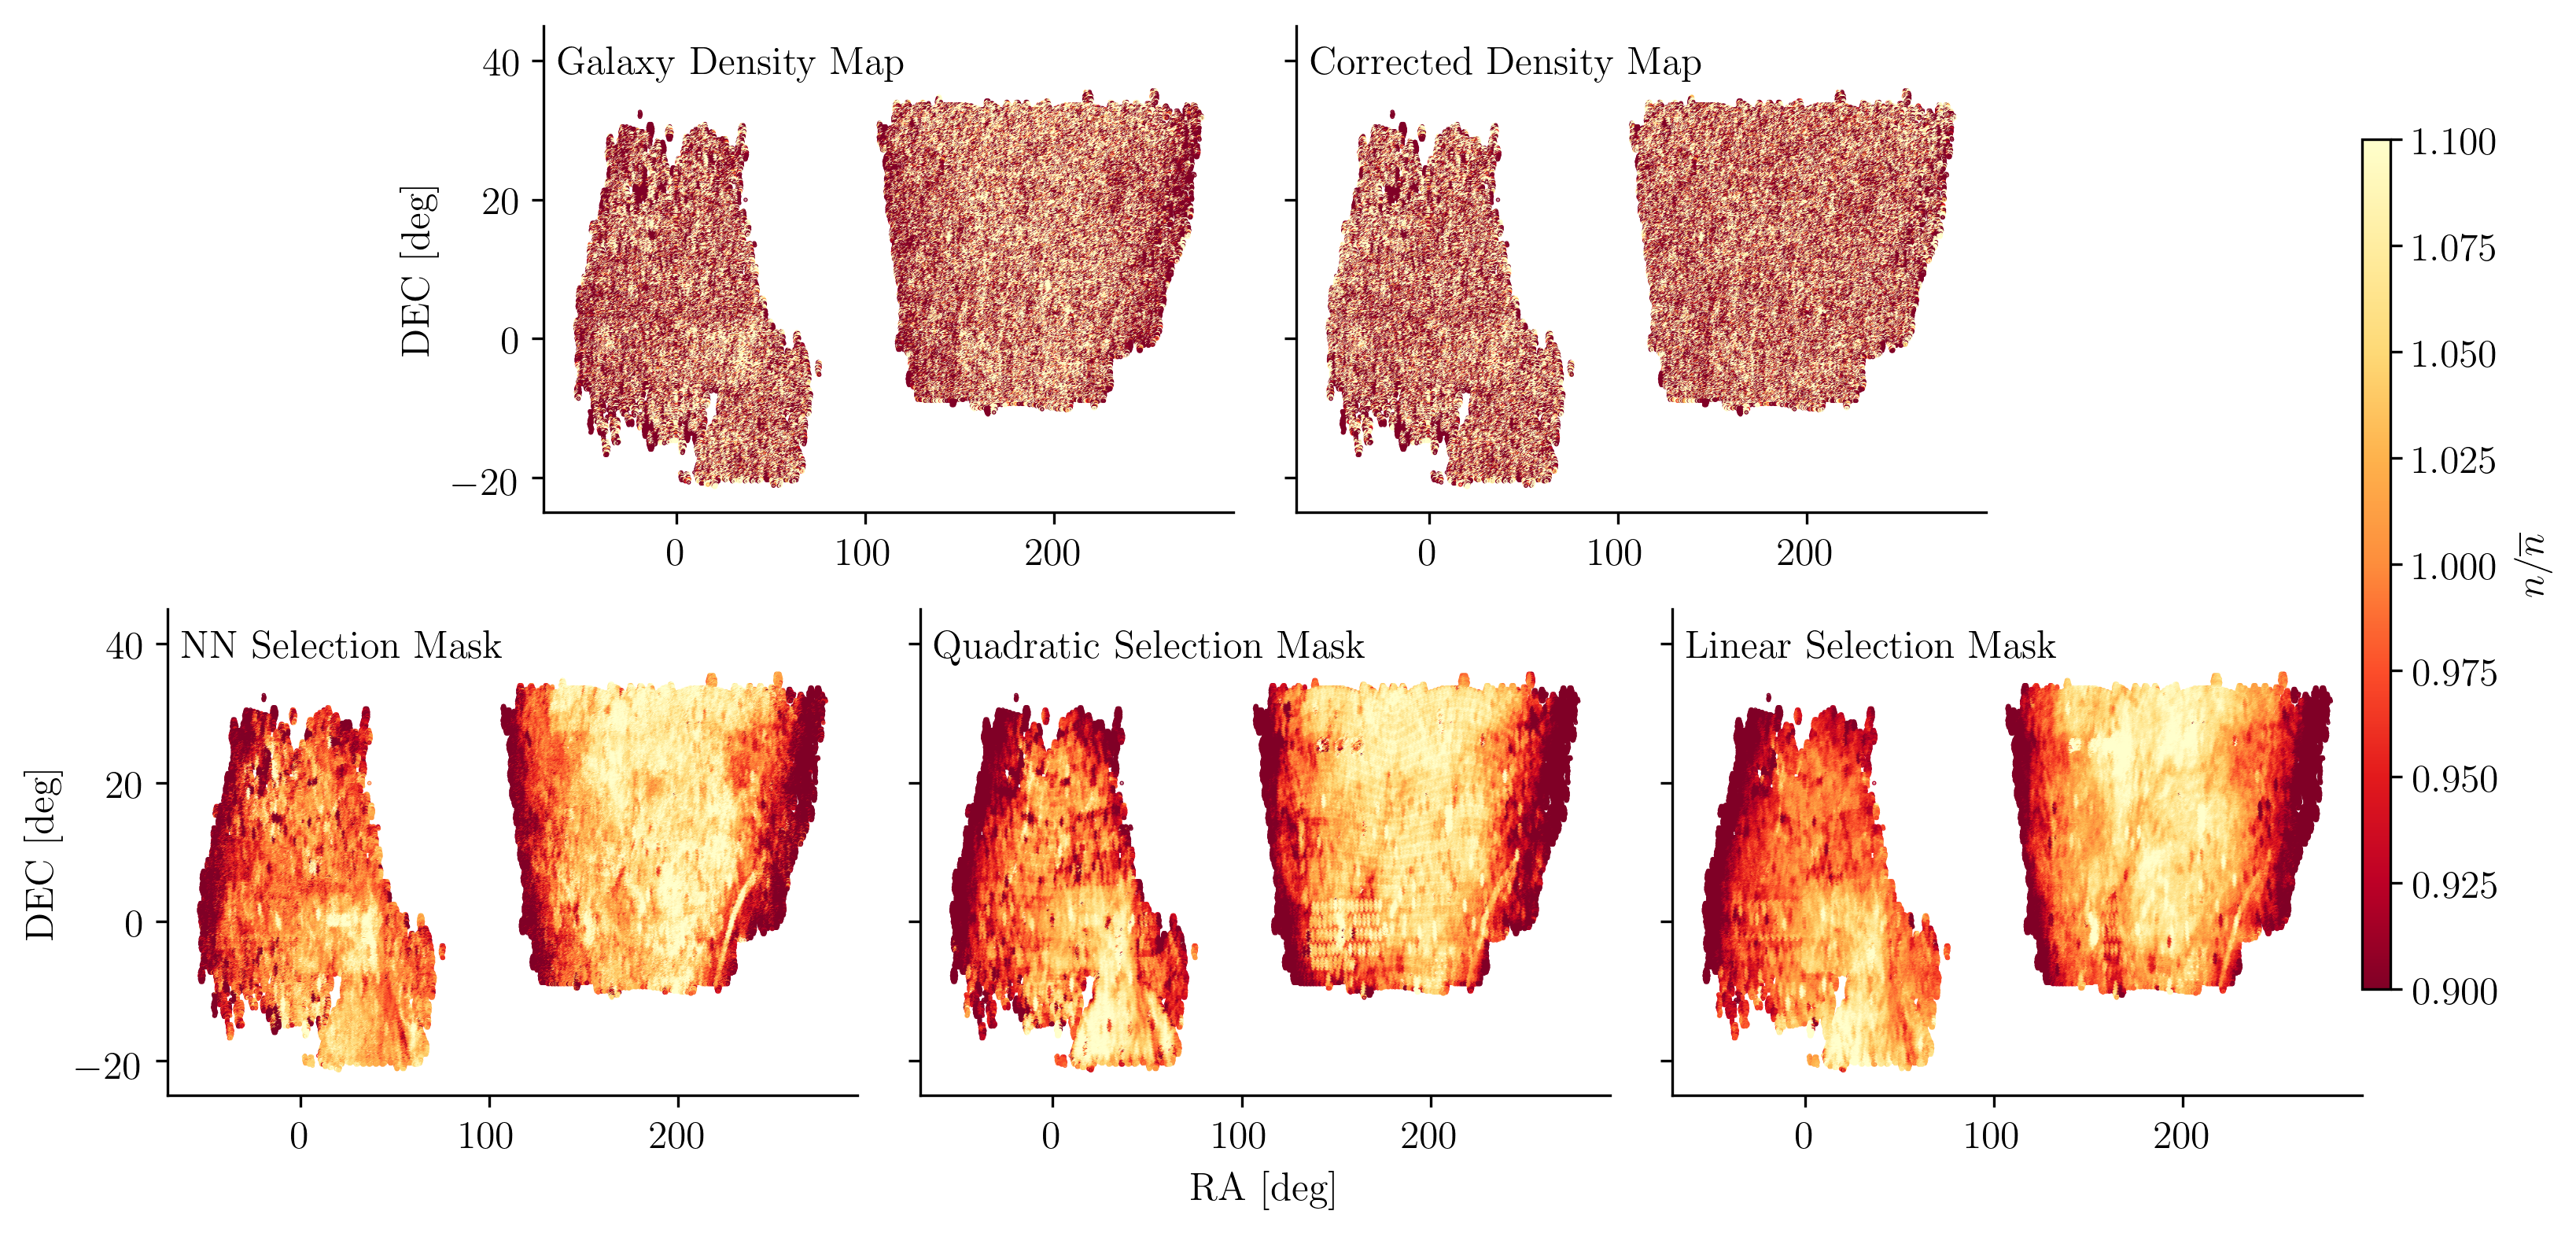 Galaxy Density Map
Corrected Density Map
40
20
0
−20
DEC [deg]
0 100 200
0 100 200
NN Selection Mask
Quadratic Selection Mask
Linear Selection Mask
40
20
0
−20
DEC [deg]
0 100 200
0 100 200
0 100 200
RA [deg]
1.100
1.075
1.050
1.025
1.000
0.975
0.950
0.925
0.900
n/n̅